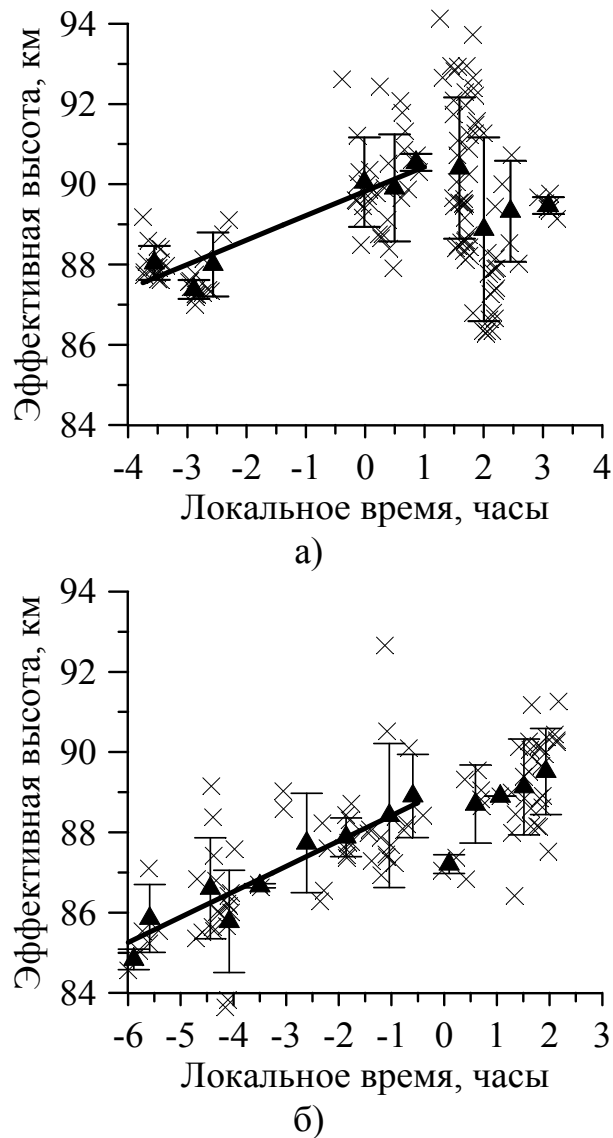 Эффективная высота, км
94
92
90
88
86
84
-4 -3 -2 -1 0 1 2 3 4
Локальное время, часы
а)
Эффективная высота, км
94
92
90
88
86
84
-6 -5 -4 -3 -2 -1 0 1 2 3
Локальное время, часы
б)